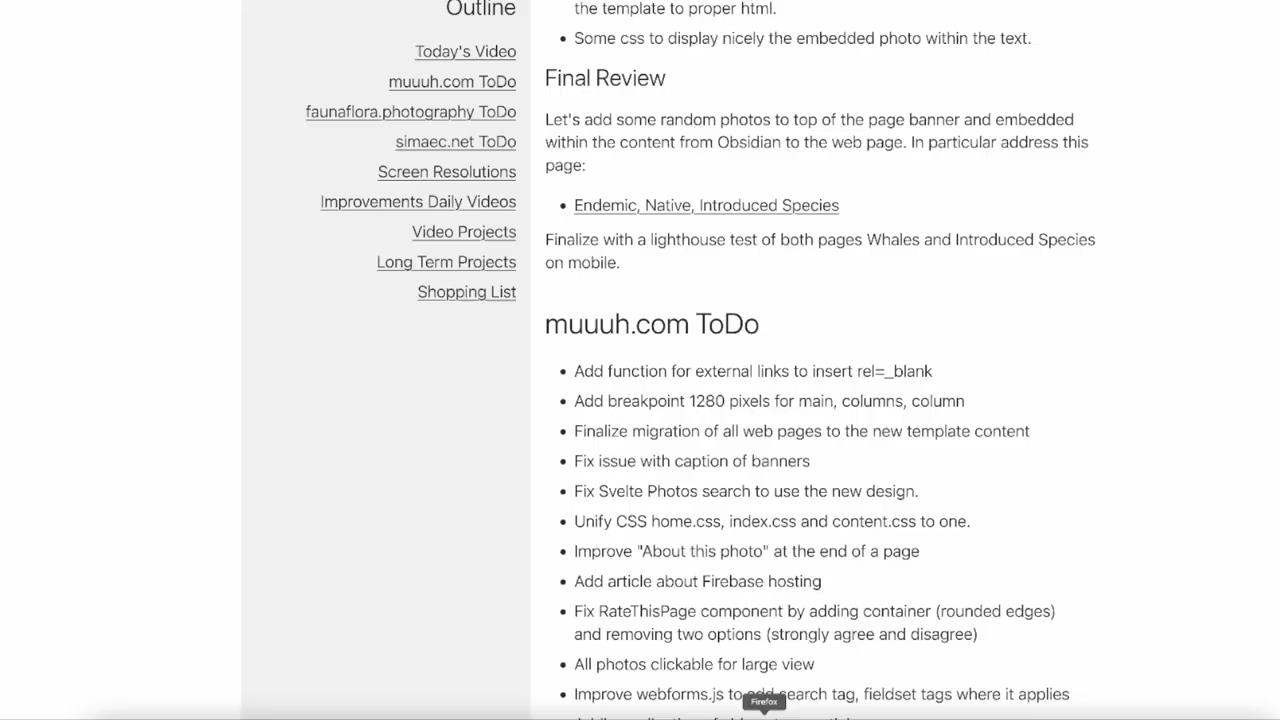 Outline
Today's Video
muuuh.com ToDo
faunaflora.photography ToDo
simaec.net ToDo
Screen Resolutions
Improvements Daily Videos
Video Projects
Long Term Projects
Shopping List
the template to proper html.
• Some css to display nicely the embedded photo within the text.
Final Review
Let's add some random photos to top of the page banner and embedded
within the content from Obsidian to the web page. In particular address this
page:
• Endemic, Native, Introduced Species
Finalize with a lighthouse test of both pages Whales and Introduced Species
on mobile.
muuuh.com ToDo
• Add function for external links to insert rel=_blank
• Add breakpoint 1280 pixels for main, columns, column
• Finalize migration of all web pages to the new template content
• Fix issue with caption of banners
• Fix Svelte Photos search to use the new design.
• Unify CSS home.css, index.css and content.css to one.
• Improve "About this photo" at the end of a page
• Add article about Firebase hosting
• Fix RateThisPage component by adding container (rounded edges)
and removing two options (strongly agree and disagree)
• All photos clickable for large view
• Improve webforms.js to add search tag, fieldset tags where it applies
Firefox